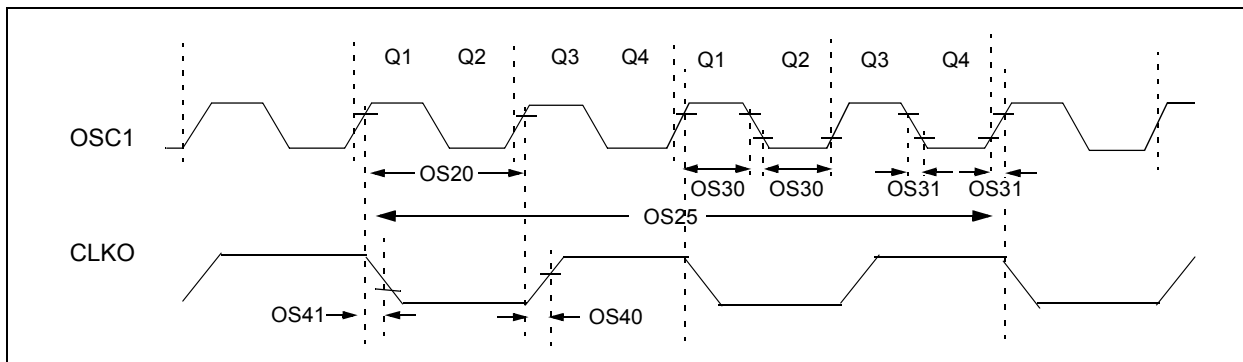 Q1 Q2 Q3 Q4 Q1 Q2 Q3 Q4
OSC1
OS20 OS30 OS30 OS31 OS31
OS25
CLKO
OS41 OS40